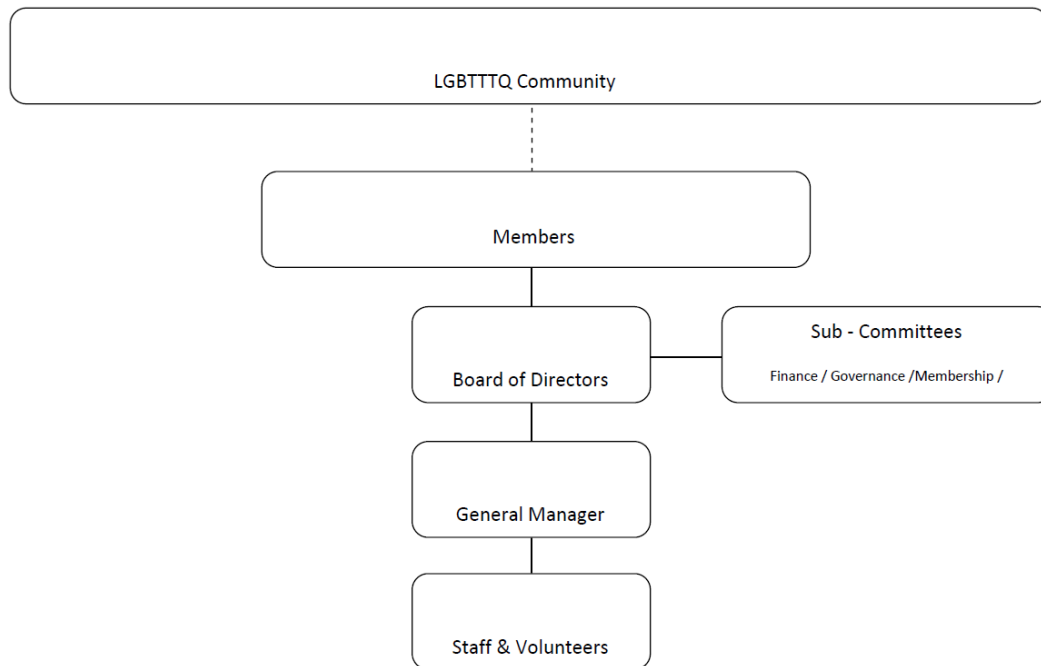 LGBTTTQ Community
Members
Board of Directors
Sub - Committees
Finance / Governance /Membership /
General Manager
Staff & Volunteers